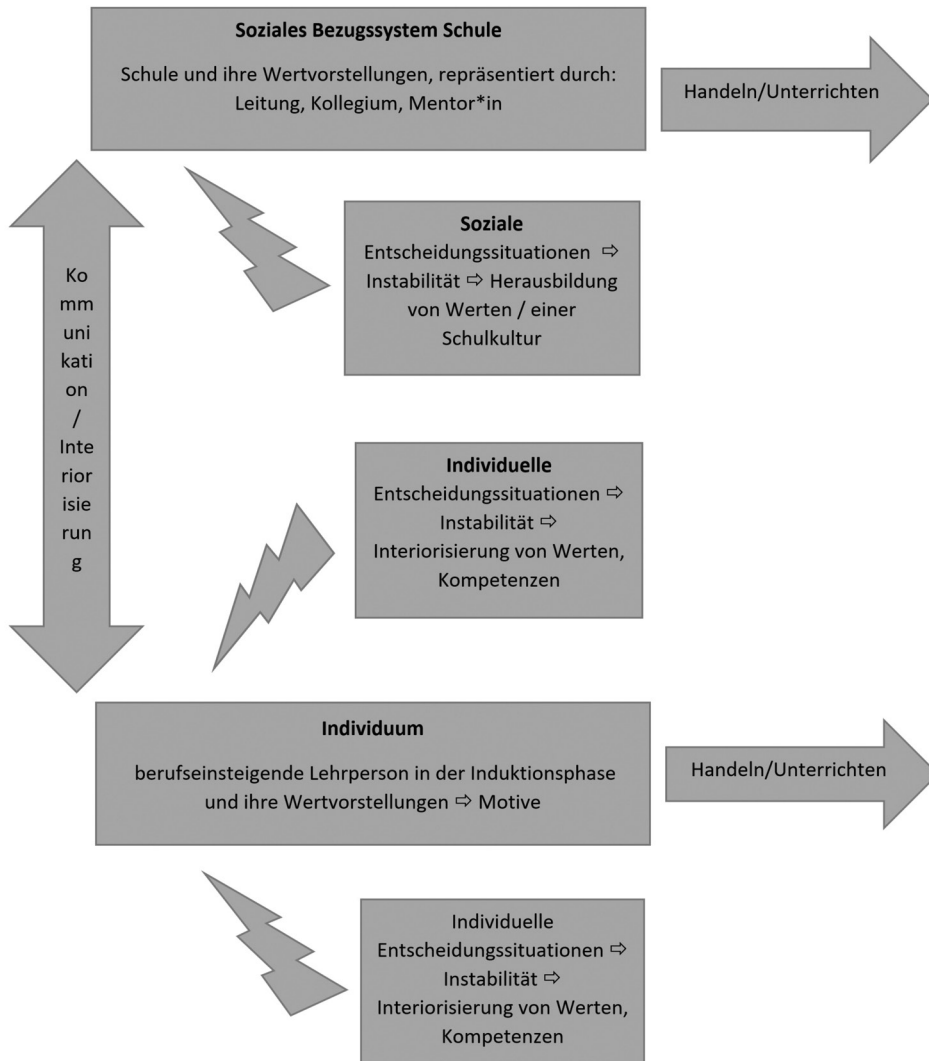 Soziales Bezugssystem Schule
Schule und ihre Wertvorstellungen, repräsentiert durch:
Leitung, Kollegium, Mentor*in
Handeln/Unterrichten
Soziale
Entscheidungssituationen ⇨
Instabilität ⇨ Herausbildung
von Werten / einer
Schulkultur
Ko
mm
uni
kati
on
/
Inte
rior
isie
run
g
Individuelle
Entscheidungssituationen ⇨
Instabilität ⇨
Interiorisierung von Werten,
Kompetenzen
Individuum
berufseinsteigende Lehrperson in der Induktionsphase
und ihre Wertvorstellungen ⇨ Motive
Handeln/Unterrichten
Individuelle
Entscheidungssituationen ⇨
Instabilität ⇨
Interiorisierung von Werten,
Kompetenzen